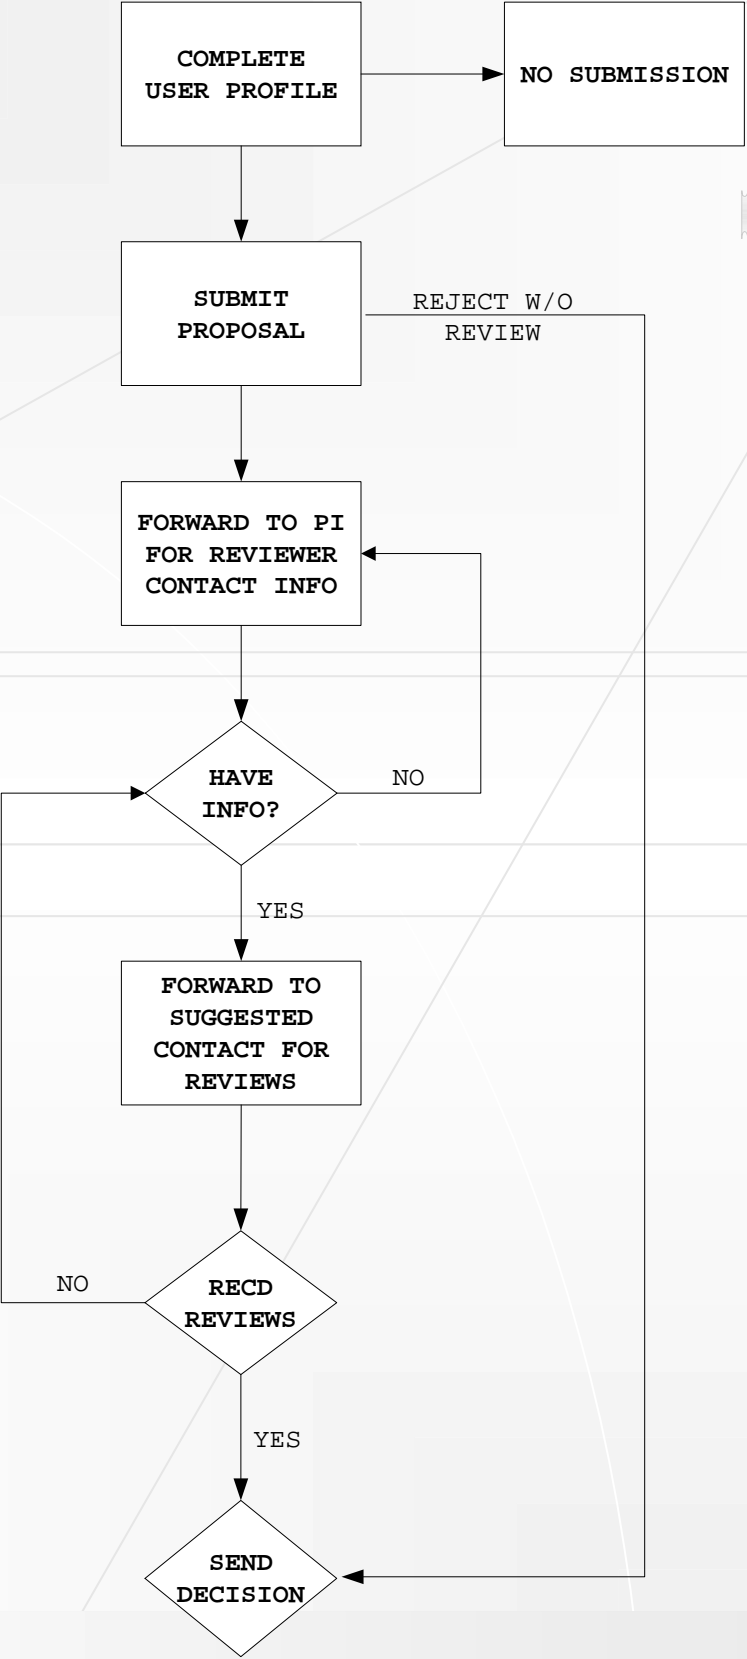 COMPLETE
USER PROFILE
NO SUBMISSION
SUBMIT
PROPOSAL
REJECT W/O
REVIEW
FORWARD TO PI
FOR REVIEWER
CONTACT INFO
HAVE
INFO?
NO
YES
FORWARD TO
SUGGESTED
CONTACT FOR
REVIEWS
RECD
REVIEWS
NO
YES
SEND
DECISION